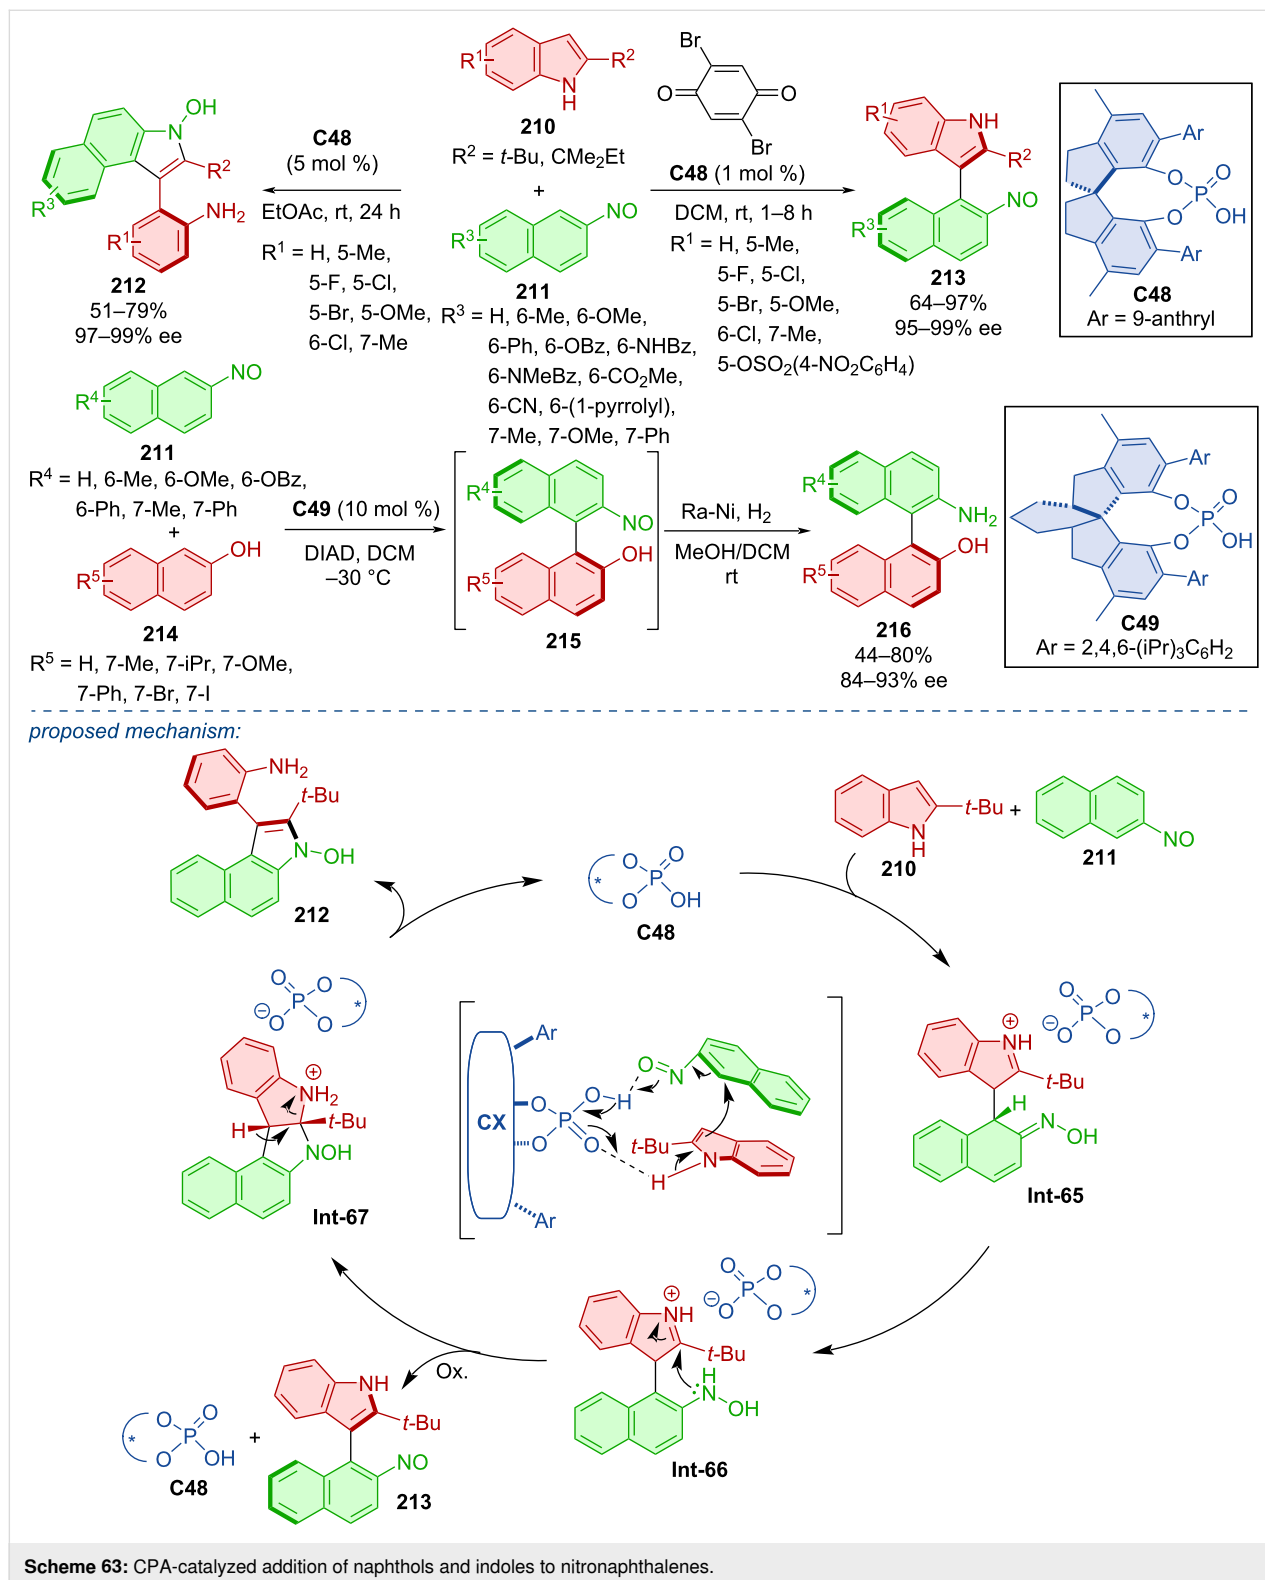 R1
N
H
R2
210
R2 = t-Bu, CMe2Et
+
R3
NO
211
R3 = H, 6-Me, 6-OMe,
6-Ph, 6-OBz, 6-NHBz,
6-NMeBz, 6-CO2Me,
6-CN, 6-(1-pyrrolyl),
7-Me, 7-OMe, 7-Ph
C48
(5 mol %)
EtOAc, rt, 24 h
R1 = H, 5-Me,
5-F, 5-Cl,
5-Br, 5-OMe,
6-Cl, 7-Me
OH
N
R2
R3
NH2
R1
212
51–79%
97–99% ee
Br
O
O
Br
C48 (1 mol %)
DCM, rt, 1–8 h
R1 = H, 5-Me,
5-F, 5-Cl,
5-Br, 5-OMe,
6-Cl, 7-Me,
5-OSO2(4-NO2C6H4)
R1
NH
R2
NO
R3
213
64–97%
95–99% ee
Ar
O
O
P
O
OH
Ar
C48
Ar = 9-anthryl
NO
R4
211
R4 = H, 6-Me, 6-OMe, 6-OBz,
6-Ph, 7-Me, 7-Ph
+
OH
R5
214
R5 = H, 7-Me, 7-iPr, 7-OMe,
7-Ph, 7-Br, 7-I
C49 (10 mol %)
DIAD, DCM
–30 °C
R4
NO
OH
R5
215
Ra-Ni, H2
MeOH/DCM
rt
R4
NH2
OH
R5
216
44–80%
84–93% ee
Ar
O
O
P
O
OH
Ar
C49
Ar = 2,4,6-(iPr)3C6H2
proposed mechanism:
NH2
t-Bu
N–OH
212
O
O
P
*
O
OH
C48
t-Bu
N
H
210
+
NO
211
O
O
P
⊖
O
O
*
⊕
NH2
H
t-Bu
NOH
Int-67
Ar
CX
O
O
P
O
H
O
Ar
O
N
t-Bu
N
H
O
O
P
⊖
O
O
*
⊕
NH
t-Bu
H
N
OH
Int-65
O
O
P
⊖
O
O
*
⊕
NH
t-Bu
H
N
OH
Int-66
Ox.
O
O
P
*
O
OH
C48
+
NH
t-Bu
NO
213
Scheme 63: CPA-catalyzed addition of naphthols and indoles to nitronaphthalenes.